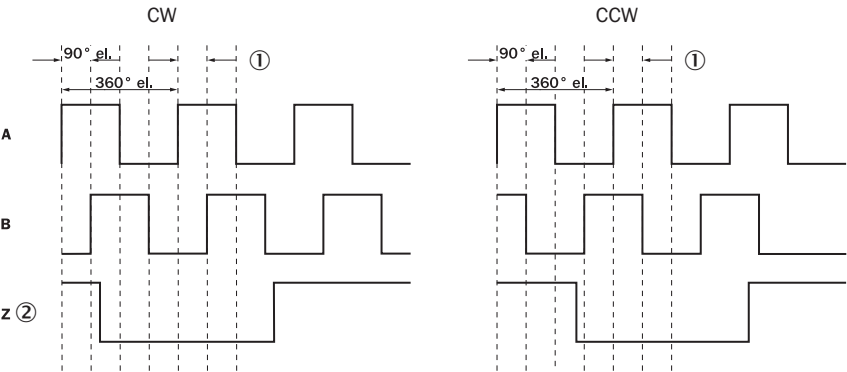 CW CCW
90° el. ① 90° el. ①
360° el. 360° el.
A
B
Z ②